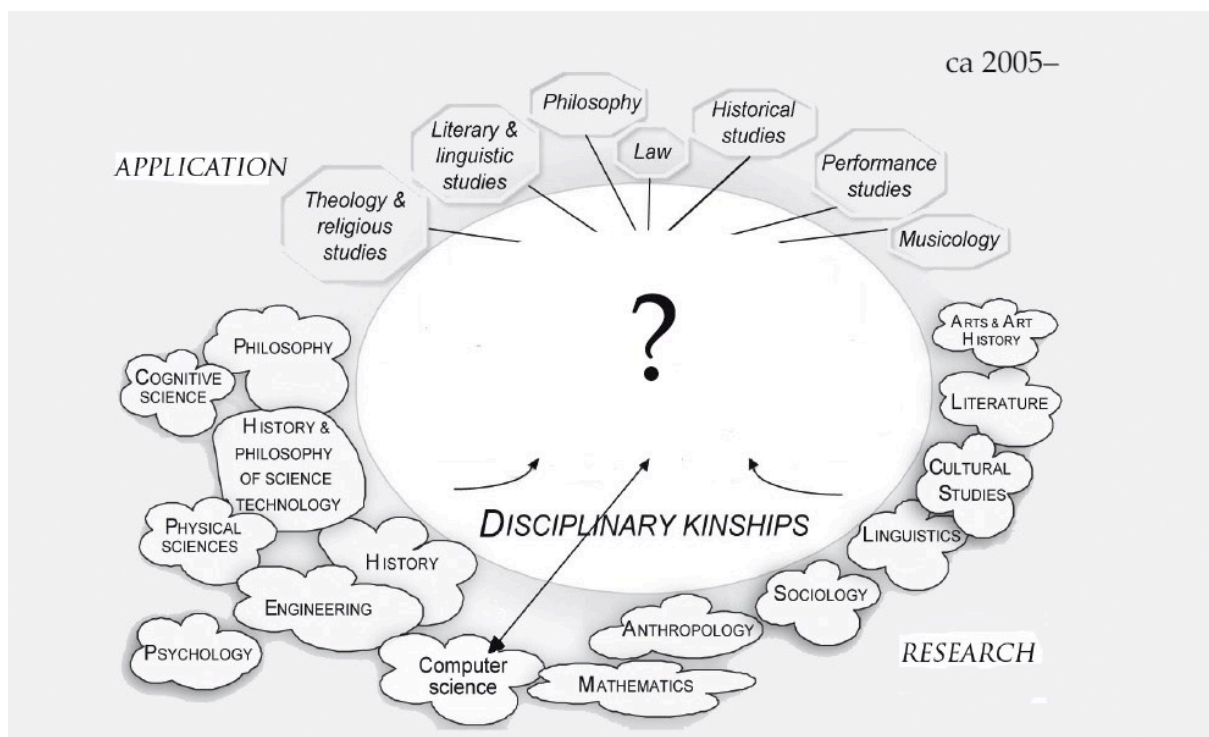 ca 2005–
APPLICATION
Theology &
religious
studies
Literary &
linguistic
studies
Philosophy
Law
Historical
studies
Performance
studies
Musicology
?
DISCIPLINARY KINSHIPS
PHILOSOPHY
COGNITIVE
SCIENCE
HISTORY &
PHILOSOPHY
OF SCIENCE
TECHNOLOGY
PHYSICAL
SCIENCES
HISTORY
ENGINEERING
PSYCHOLOGY
Computer
science
MATHEMATICS
ANTHROPOLOGY
SOCIOLOGY
LINGUISTICS
CULTURAL
STUDIES
LITERATURE
ARTS & ART
HISTORY
RESEARCH